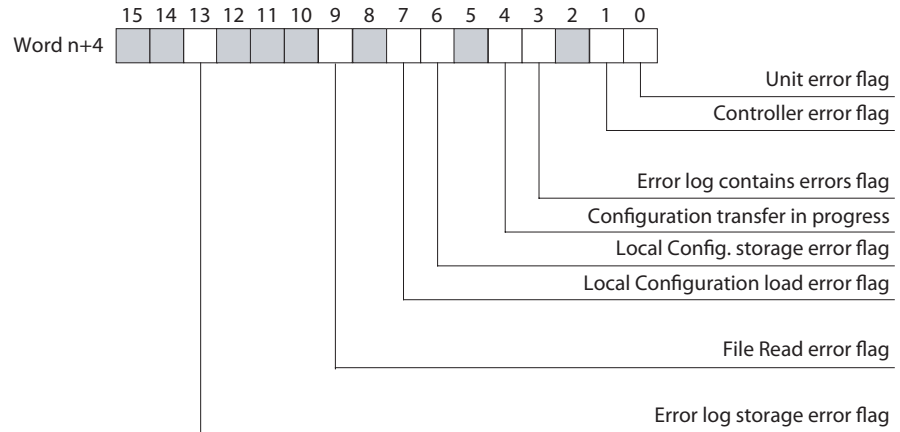 15 14 13 12 11 10 9 8 7 6 5 4 3 2 1 0
Word n+4
Unit error flag
Controller error flag
Error log contains errors flag
Configuration transfer in progress
Local Config. storage error flag
Local Configuration load error flag
File Read error flag
Error log storage error flag